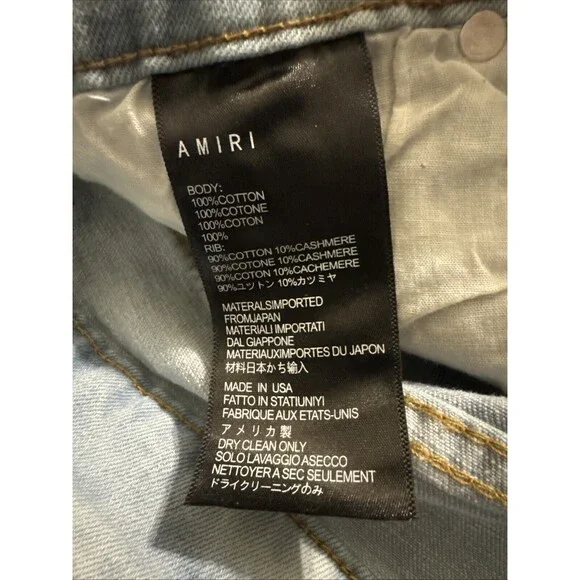 AMIRI
BODY:
100%COTTON
100%COTONE
100%COTON
100%
RIB:
90%COTTON 10%CASHMERE
90%COTONE 10%CASHMERE
90%COTON 10%CACHEMERE
90%ユットン 10%カツミヤ
MATERALSIMPORTED
FROMJAPAN
MATERIALI IMPORTATI
DAL GIAPPONE
MATERIAUXIMPORTES DU JAPON
材料日本かち输入
MADE IN USA
FATTO IN STATIUNIYI
FABRIQUE AUX ETATS-UNIS
アメリカ製
DRY CLEAN ONLY
SOLO LAVAGGIO ASECCO
NETTOYER A SEC SEULEMENT
ドライクリーニングのみ